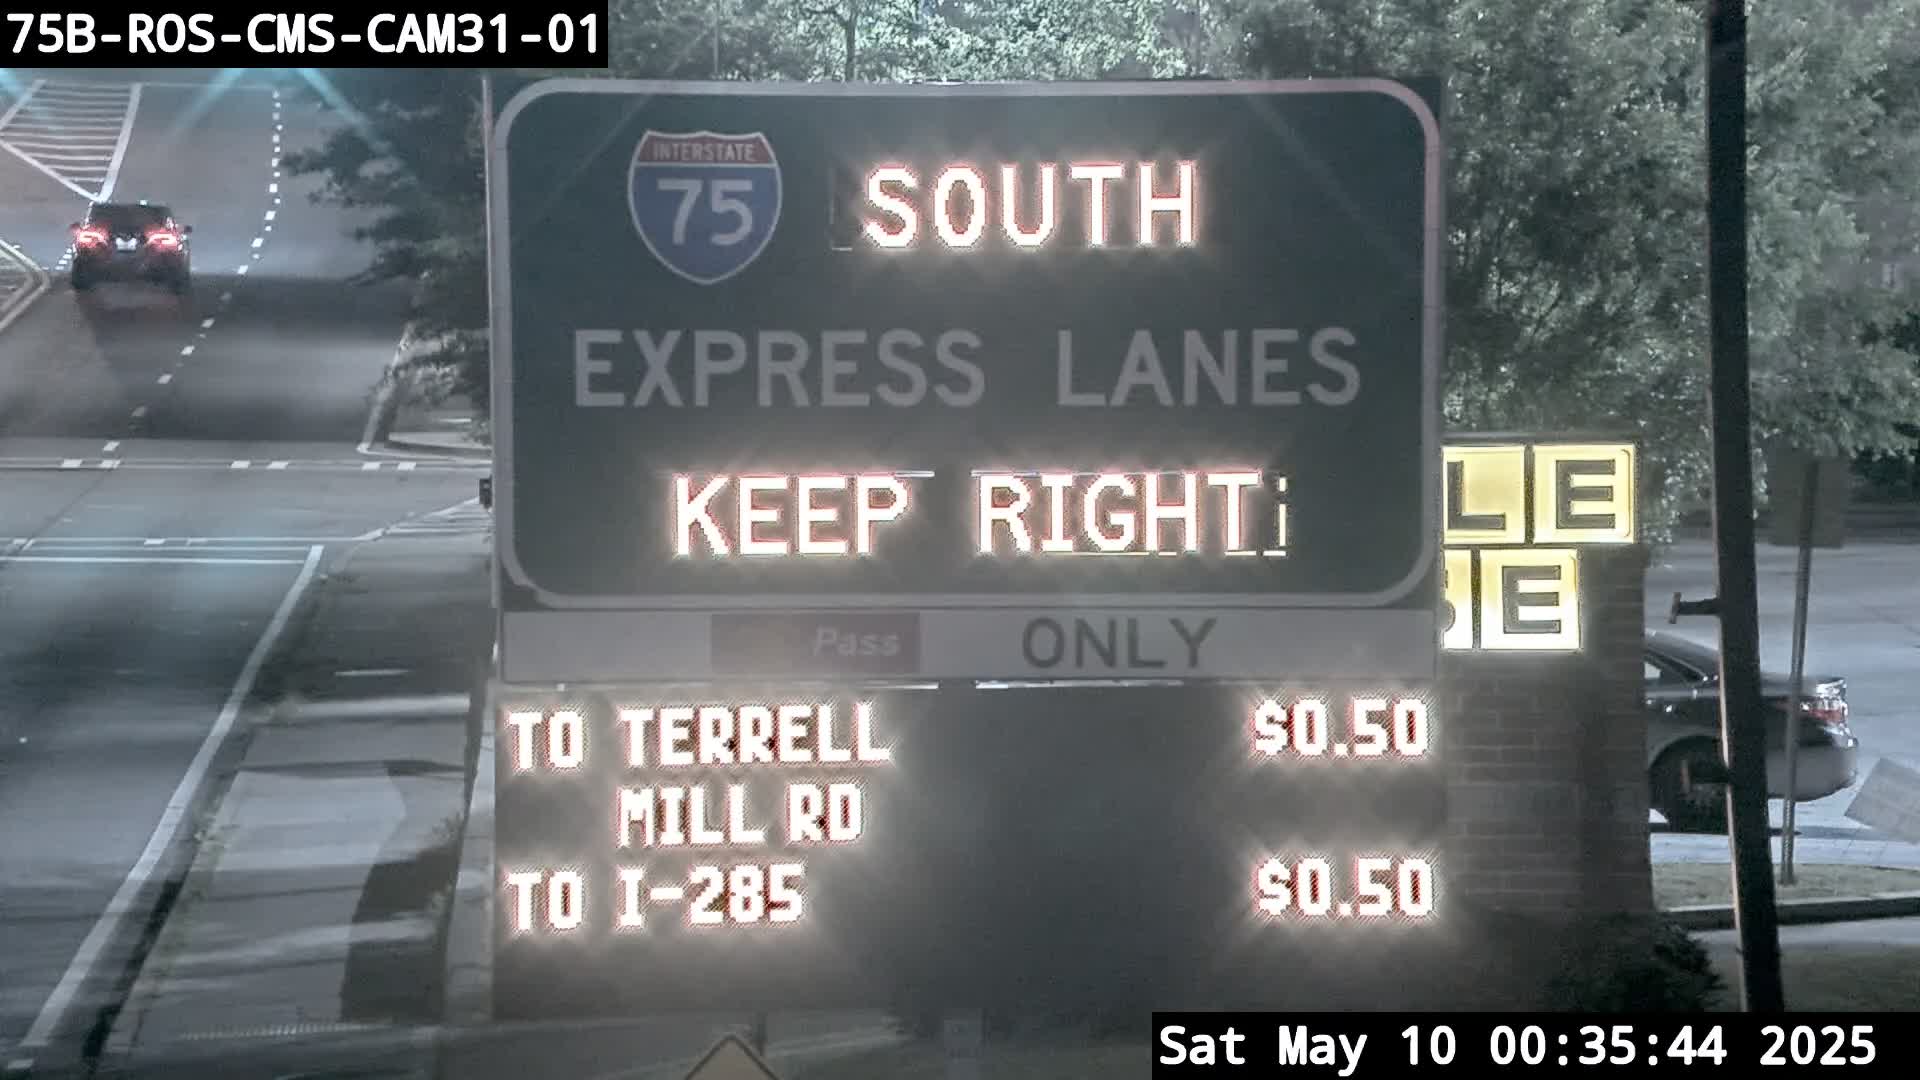 75B-ROS-CMS-CAM31-01
INTERSTATE
75
SOUTH
EXPRESS LANES
KEEP RIGHT
Pass ONLY
TO TERRELL $0.50
MILL RD
TO I-285 $0.50
LE
E
Sat May 10 00:35:44 2025